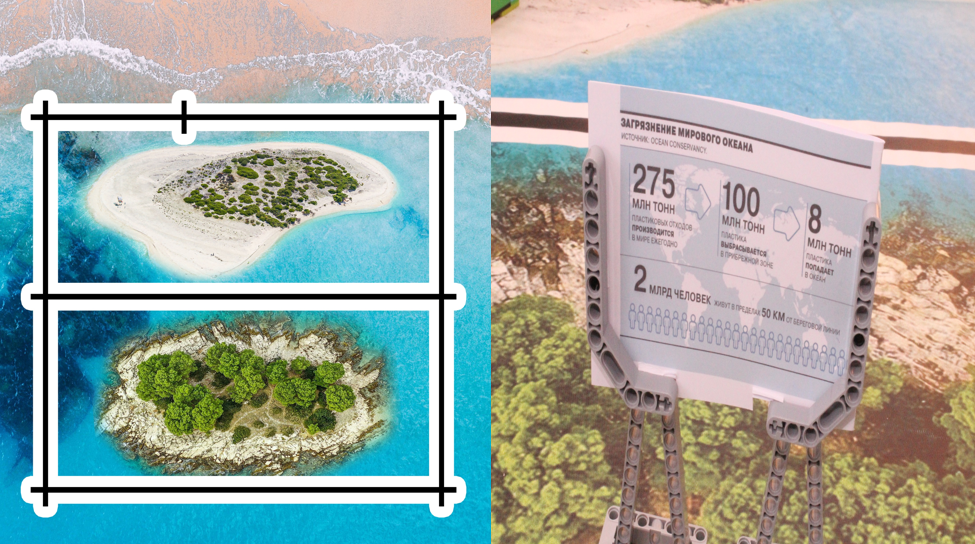 ЗАГРЯЗНЕНИЕ МИРОВОГО ОКЕАНА
ИСТОЧНИК: OCEAN CONSERVANCY
275
МЛН ТОНН
ПЛАСТИКОВЫХ ОТХОДОВ
ПРОИЗВОДИТСЯ
В МИРЕ ЕЖЕГОДНО
100
МЛН ТОНН
ПЛАСТИКА
ВЫБРАСЫВАЕТСЯ
В ПРИБРЕЖНОЙ ЗОНЕ
8
МЛН ТОНН
ПЛАСТИКА
ПОПАДАЕТ
В ОКЕАН
2 МЛРД ЧЕЛОВЕК ЖИВУТ В ПРЕДЕЛАХ 50 КМ ОТ БЕРЕГОВОЙ ЛИНИИ